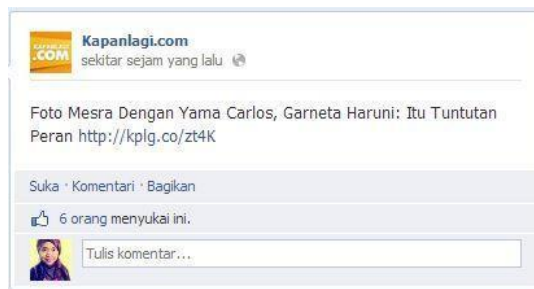 KAPANLAGI
.COM
Kapanlagi.com
sekitar sejam yang lalu
Foto Mesra Dengan Yama Carlos, Garneta Haruni: Itu Tuntutan
Peran http://kplg.co/zt4K
Suka · Komentari · Bagikan
6 orang menyukai ini.
Tulis komentar...